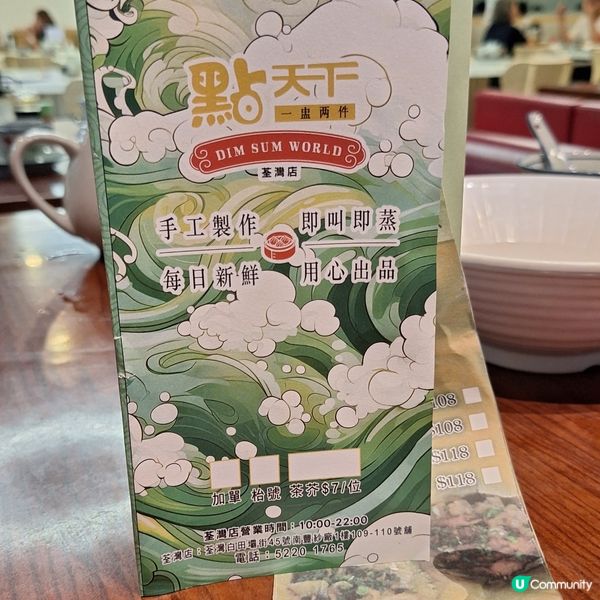 點天下
一盅两件
DIM SUM WORLD
荃灣店
手工製作 即叫即蒸
每日新鮮 用心出品
加單 枱號 茶芥$7/位
荃灣店營業時間：10:00-22:00
荃灣店：荃灣白田壩街45號南豐紗廠1樓109-110號舖
電話：5220 1765
$108
$108
$118
$118
U Community